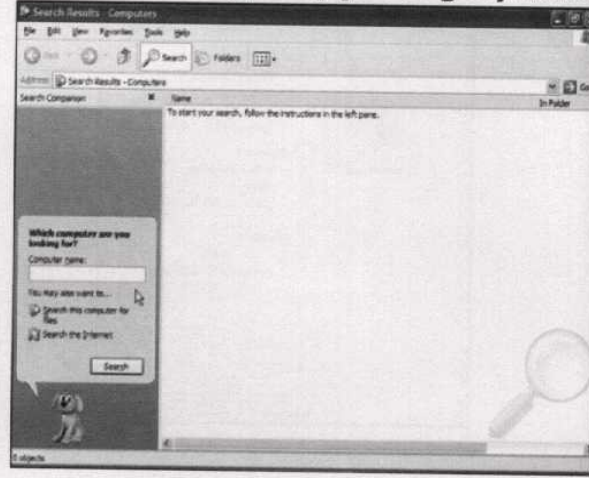 Search Results - Computers
File Edit View Favorites Tools Help
Back Search Folders
Address Search Results - Computers Go
Search Companion Name In Folder
To start your search, follow the instructions in the left pane.
Which computer are you
looking for?
Computer name:
You may also want to...
Search this computer for
files
Search the Internet
Search
0 objects